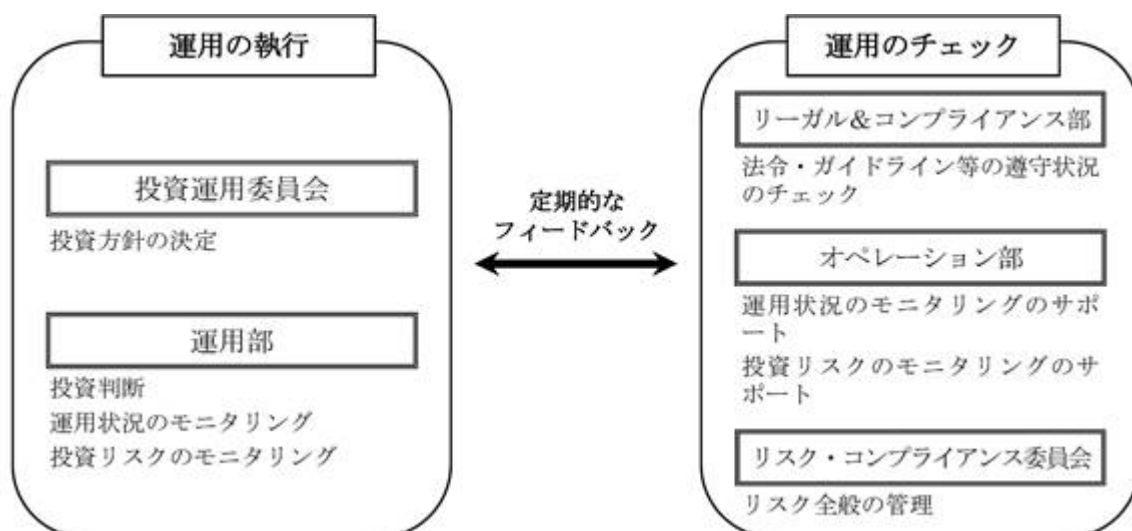 運用の執行
投資運用委員会
投資方針の決定
運用部
投資判断
運用状況のモニタリング
投資リスクのモニタリング
定期的な
フィードバック
運用のチェック
リーガル&コンプライアンス部
法令・ガイドライン等の遵守状況
のチェック
オペレーション部
運用状況のモニタリングのサポ
ート
投資リスクのモニタリングのサ
ポート
リスク・コンプライアンス委員会
リスク全般の管理